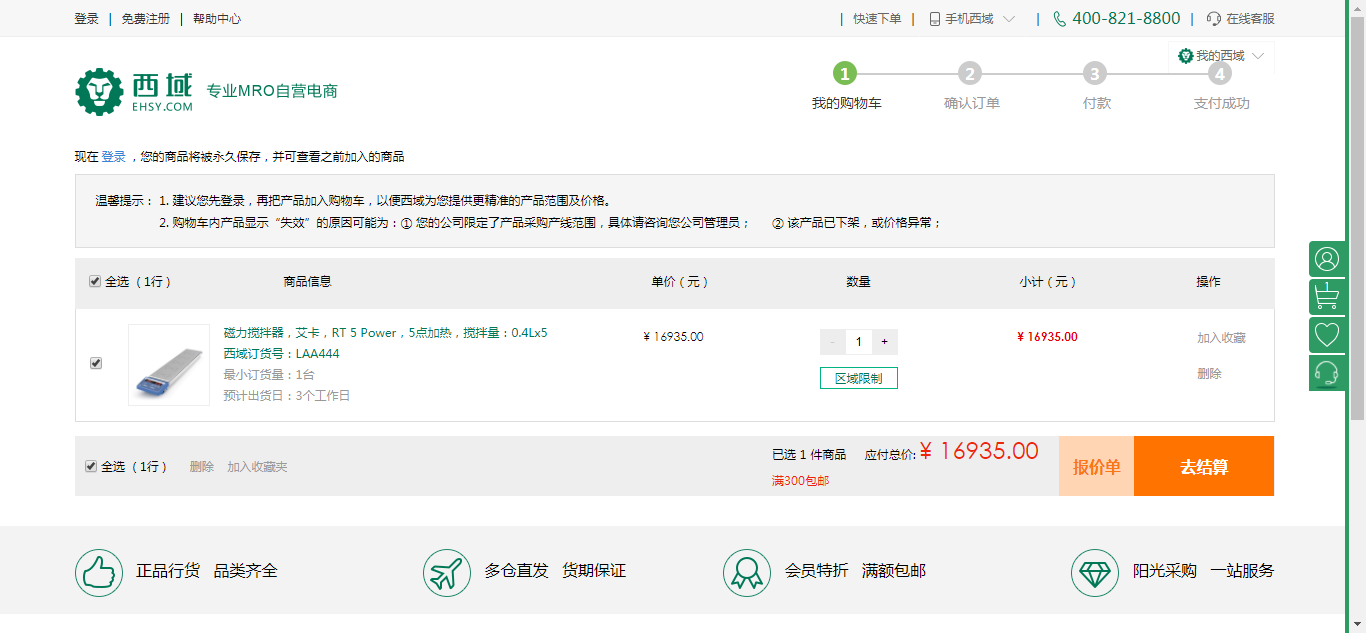 登录 | 免费注册 | 帮助中心
| 快速下单 | 手机西域 | 400-821-8800 | 在线客服
我的西域
西域
EHSY.COM
专业MRO自营电商
1 2 3 4
我的购物车 确认订单 付款 支付成功
现在 登录 ，您的商品将被永久保存，并可查看之前加入的商品
温馨提示： 1. 建议您先登录，再把产品加入购物车，以便西域为您提供更精准的产品范围及价格。
2. 购物车内产品显示“失效”的原因可能为：① 您的公司限定了产品采购产线范围，具体请咨询您公司管理员； ② 该产品已下架，或价格异常；
全选（1行） 商品信息 单价（元） 数量 小计（元） 操作
磁力搅拌器，艾卡，RT 5 Power，5点加热，搅拌量：0.4Lx5
西域订货号：LAA444
最小订货量：1台
预计出货日：3个工作日
¥ 16935.00
- 1 +
区域限制
¥ 16935.00
加入收藏
删除
1
全选（1行） 删除 加入收藏夹
已选 1 件商品 应付总价: ¥ 16935.00
满300包邮
报价单
去结算
正品行货 品类齐全
多仓直发 货期保证
会员特折 满额包邮
阳光采购 一站服务